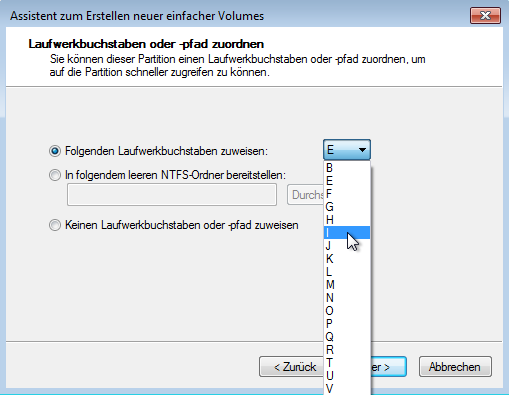 Assistent zum Erstellen neuer einfacher Volumes
Laufwerkbuchstaben oder -pfad zuordnen
Sie können dieser Partition einen Laufwerkbuchstaben oder -pfad zuordnen, um
auf die Partition schneller zugreifen zu können.
Folgenden Laufwerkbuchstaben zuweisen:
E
In folgendem leeren NTFS-Ordner bereitstellen:
Durchs
Keinen Laufwerkbuchstaben oder -pfad zuweisen
B
E
F
G
H
I
J
K
L
M
N
O
P
Q
R
T
U
V
< Zurück
er >
Abbrechen